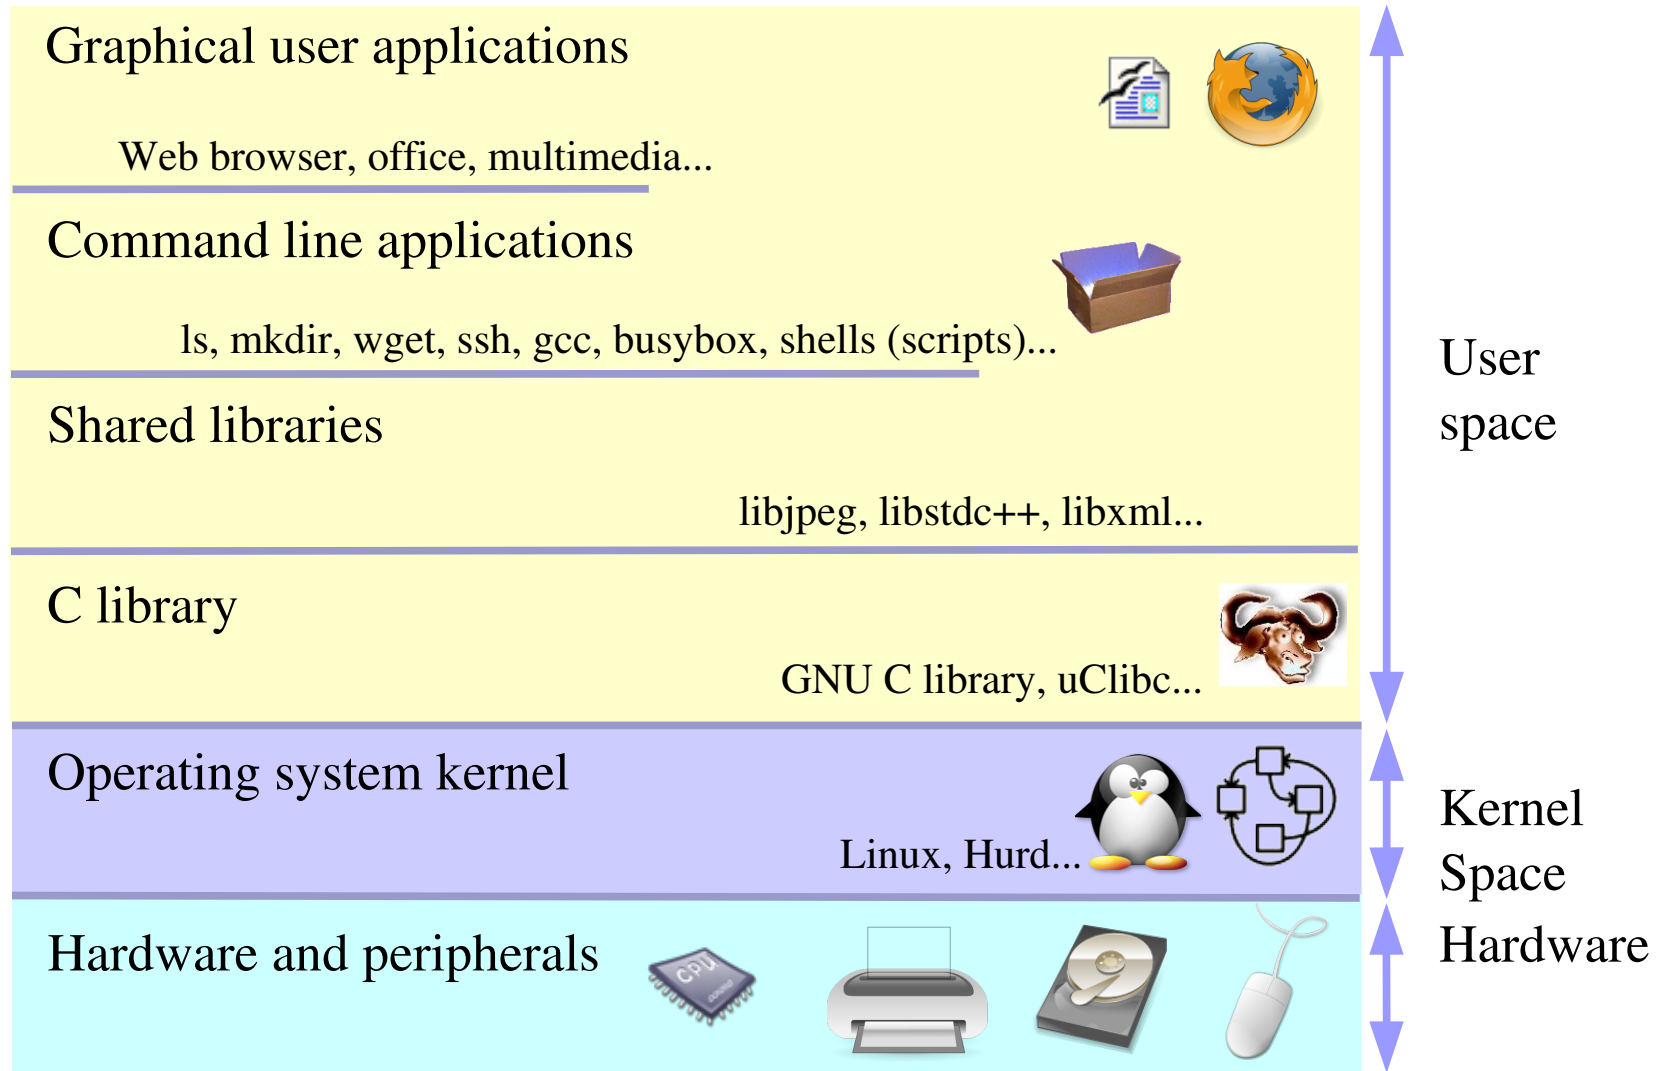 Graphical user applications
Web browser, office, multimedia...
Command line applications
ls, mkdir, wget, ssh, gcc, busybox, shells (scripts)...
Shared libraries
libjpeg, libstdc++, libxml...
C library
GNU C library, uClibc...
Operating system kernel
Linux, Hurd...
Hardware and peripherals
CPU
User
space
Kernel
Space
Hardware